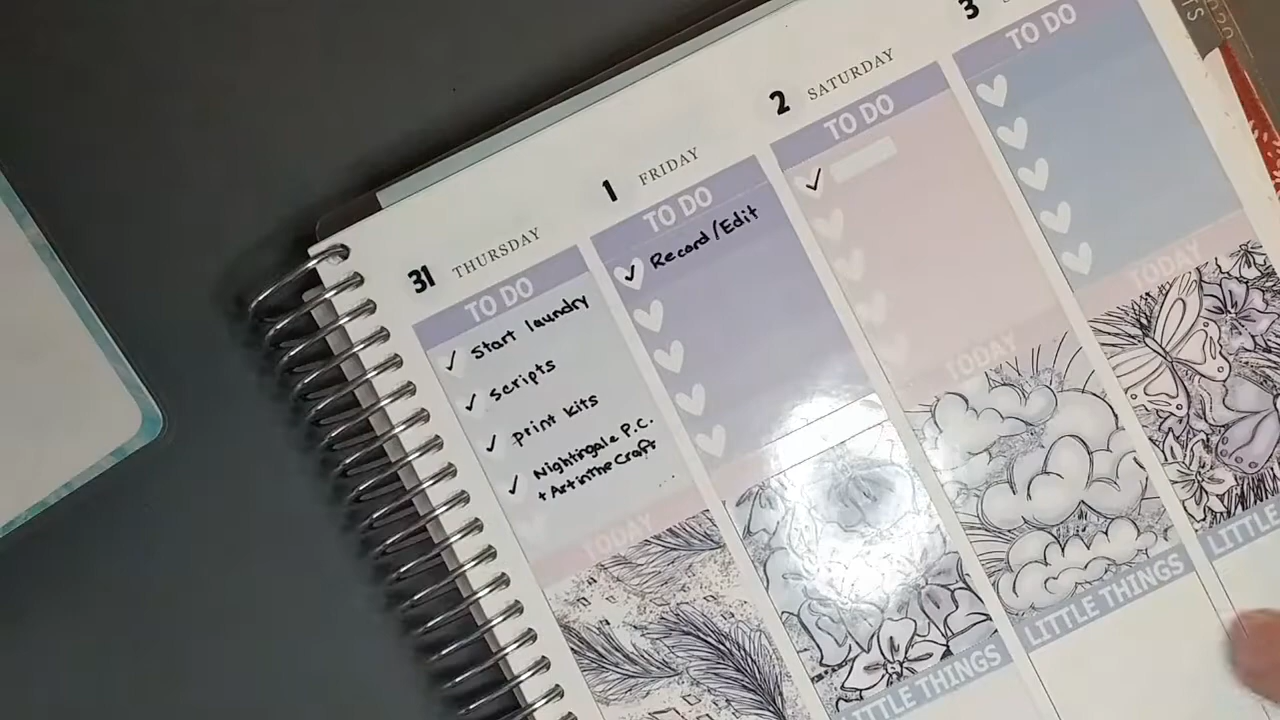 31 THURSDAY
TO DO
Start laundry
scripts
print kits
Nightingale P.C.
+ Art in the Craft
TODAY
1 FRIDAY
TO DO
Record/Edit
LITTLE THINGS
2 SATURDAY
TO DO
TODAY
LITTLE THINGS
3
TO DO
TODAY
LITTLE